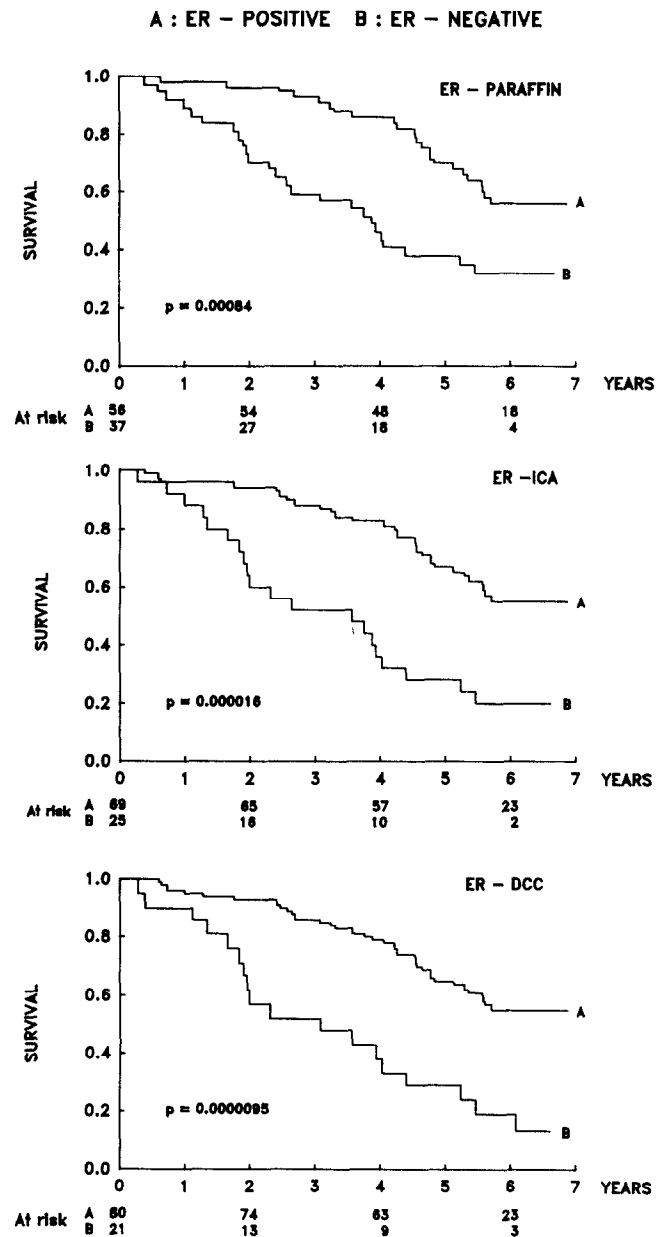 A : ER – POSITIVE B : ER – NEGATIVE
ER – PARAFFIN
1.0
0.8
0.6
0.4
0.2
0.0
SURVIVAL
A
B
p = 0.00084
0 1 2 3 4 5 6 7 YEARS
At risk
A 56 54 48 18
B 37 27 18 4
ER –ICA
1.0
0.8
0.6
0.4
0.2
0.0
SURVIVAL
A
B
p = 0.000016
0 1 2 3 4 5 6 7 YEARS
At risk
A 69 65 57 23
B 25 16 10 2
ER – DCC
1.0
0.8
0.6
0.4
0.2
0.0
SURVIVAL
A
B
p = 0.0000095
0 1 2 3 4 5 6 7 YEARS
At risk
A 80 74 63 23
B 21 13 9 3